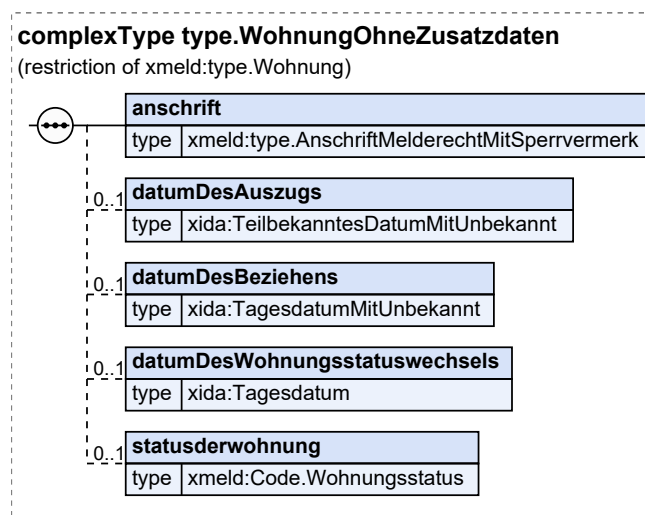 complexType type.WohnungOhneZusatzdaten
(restriction of xmeld:type.Wohnung)
anschrift
type xmeld:type.AnschriftMelderechtMitSperrvermerk
0..1 datumDesAuszugs
type xida:TeilbekanntesDatumMitUnbekannt
0..1 datumDesBeziehens
type xida:TagesdatumMitUnbekannt
0..1 datumDesWohnungsstatuswechsels
type xida:Tagesdatum
0..1 statusderwohnung
type xmeld:Code.Wohnungsstatus